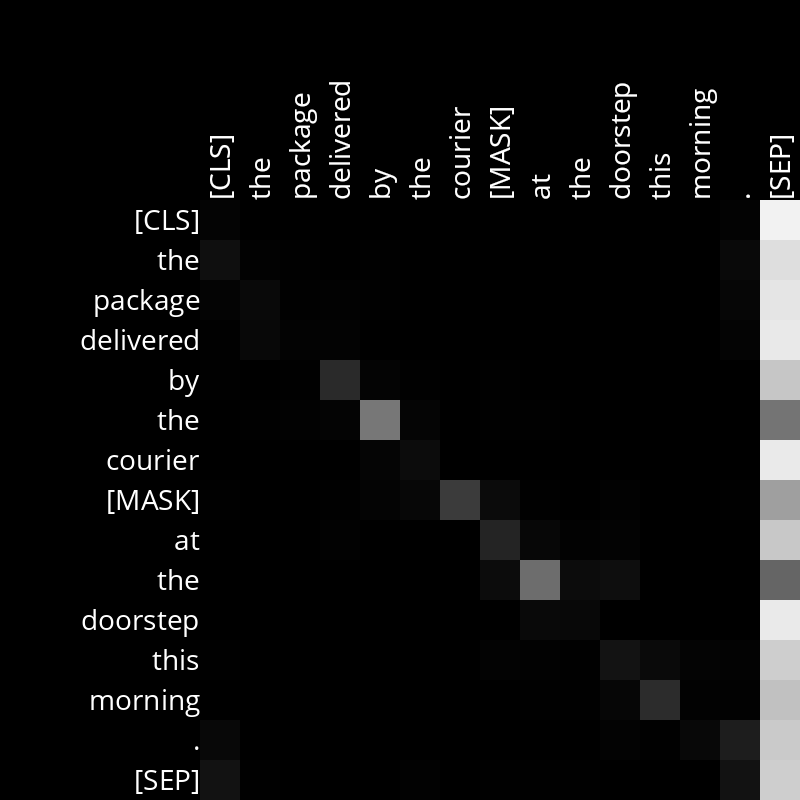 [CLS]
the
package
delivered
by
the
courier
[MASK]
at
the
doorstep
this
morning
.
[SEP]
[CLS]
the
package
delivered
by
the
courier
[MASK]
at
the
doorstep
this
morning
.
[SEP]